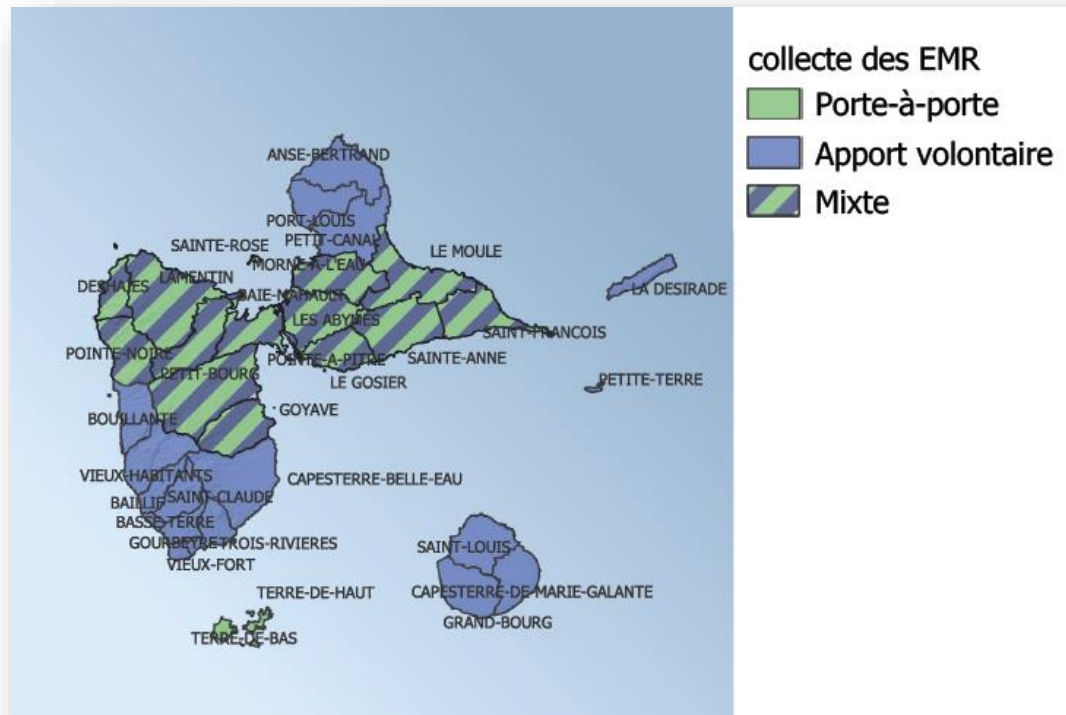 collecte des EMR
Porte-à-porte
Apport volontaire
Mixte
ANSE-BERTRAND
PORT-LOUIS
PETIT-CANAL
SAINTE-ROSE
LE MOULE
MORNE-A-L'EAU
DESHAIES
LAMENTIN
BAIE-MAHAULT
LA DESIRADE
LES ABYMES
SAINT-FRANCOIS
POINTE-NOIRE
POINTE-A-PITRE
SAINTE-ANNE
PETIT-BOURG
LE GOSIER
PETITE-TERRE
GOYAVE
BOUILLANTE
VIEUX-HABITANTS
CAPESTERRE-BELLE-EAU
SAINT-CLAUDE
BAILLIF
BASSE-TERRE
GOURBEYRE
TROIS-RIVIERES
SAINT-LOUIS
VIEUX-FORT
TERRE-DE-HAUT
CAPESTERRE-DE-MARIE-GALANTE
GRAND-BOURG
TERRE-DE-BAS